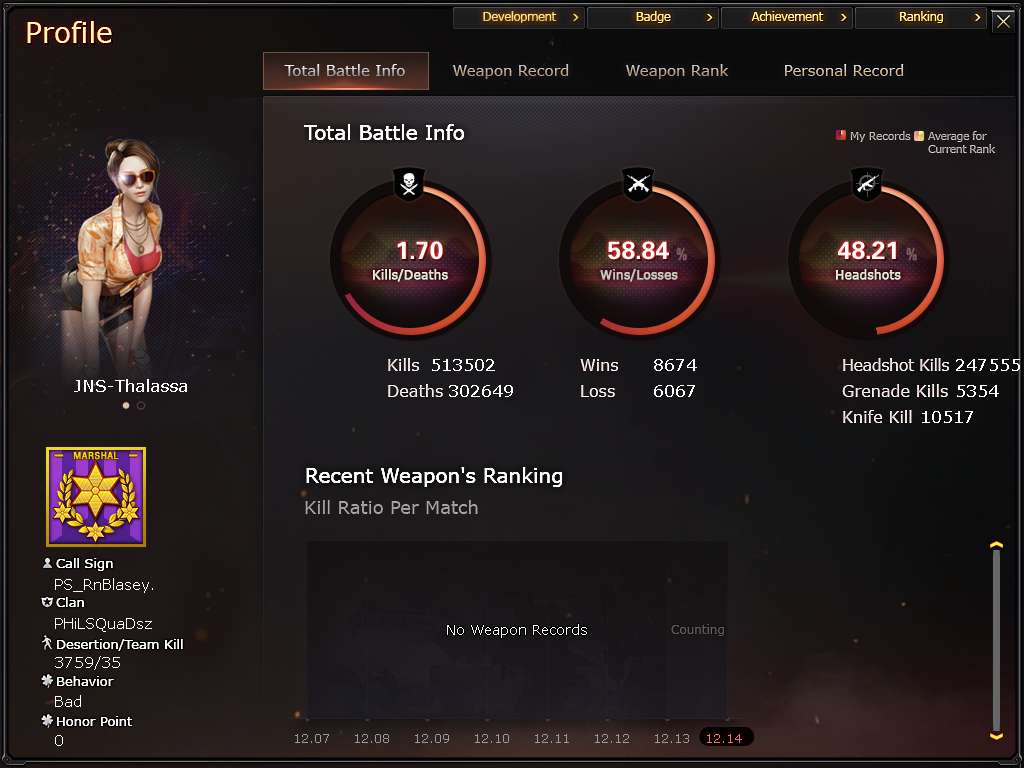 Profile
Development
Badge
Achievement
Ranking
Total Battle Info
Weapon Record
Weapon Rank
Personal Record
Total Battle Info
My Records
Average for
Current Rank
1.70
Kills/Deaths
58.84 %
Wins/Losses
48.21 %
Headshots
Kills 513502
Deaths 302649
Wins 8674
Loss 6067
Headshot Kills 247555
Grenade Kills 5354
Knife Kill 10517
JNS-Thalassa
MARSHAL
Call Sign
PS_RnBlasey.
Clan
PHiLSQuaDsz
Desertion/Team Kill
3759/35
Behavior
Bad
Honor Point
0
Recent Weapon's Ranking
Kill Ratio Per Match
No Weapon Records
Counting
12.07 12.08 12.09 12.10 12.11 12.12 12.13 12.14